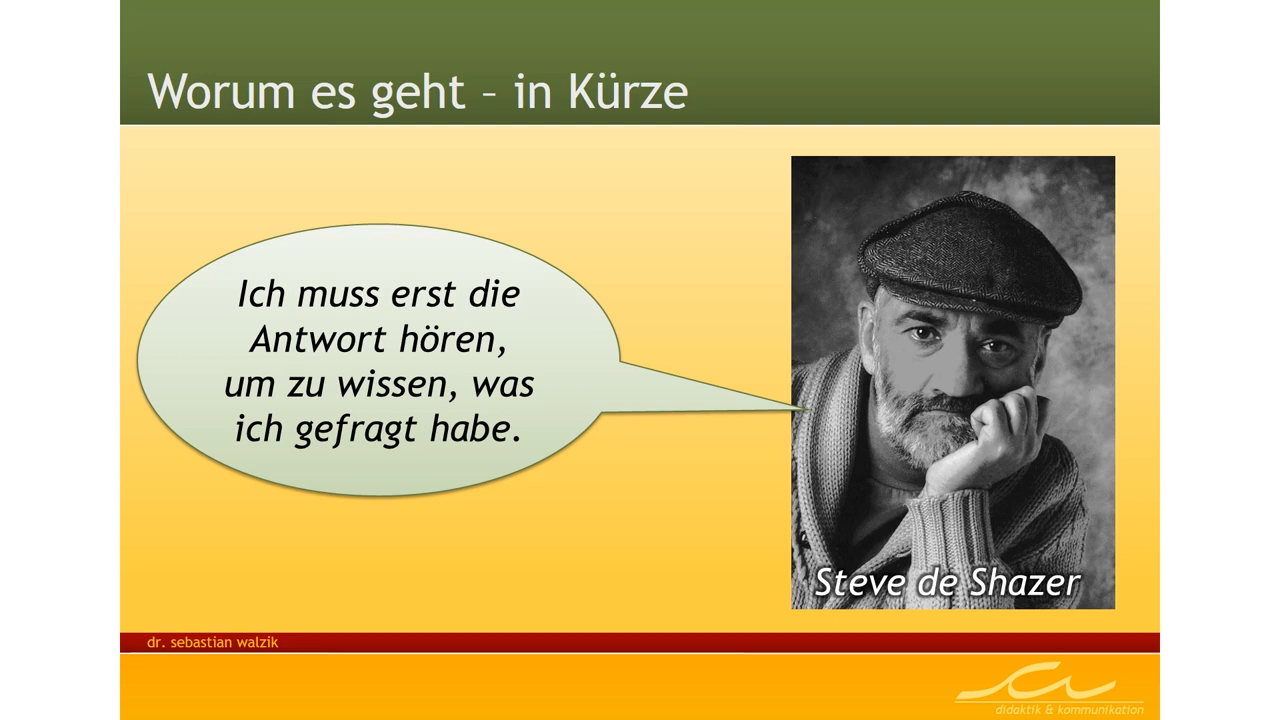 Worum es geht – in Kürze
Ich muss erst die
Antwort hören,
um zu wissen, was
ich gefragt habe.
Steve de Shazer
dr. sebastian walzik
didaktik & kommunikation